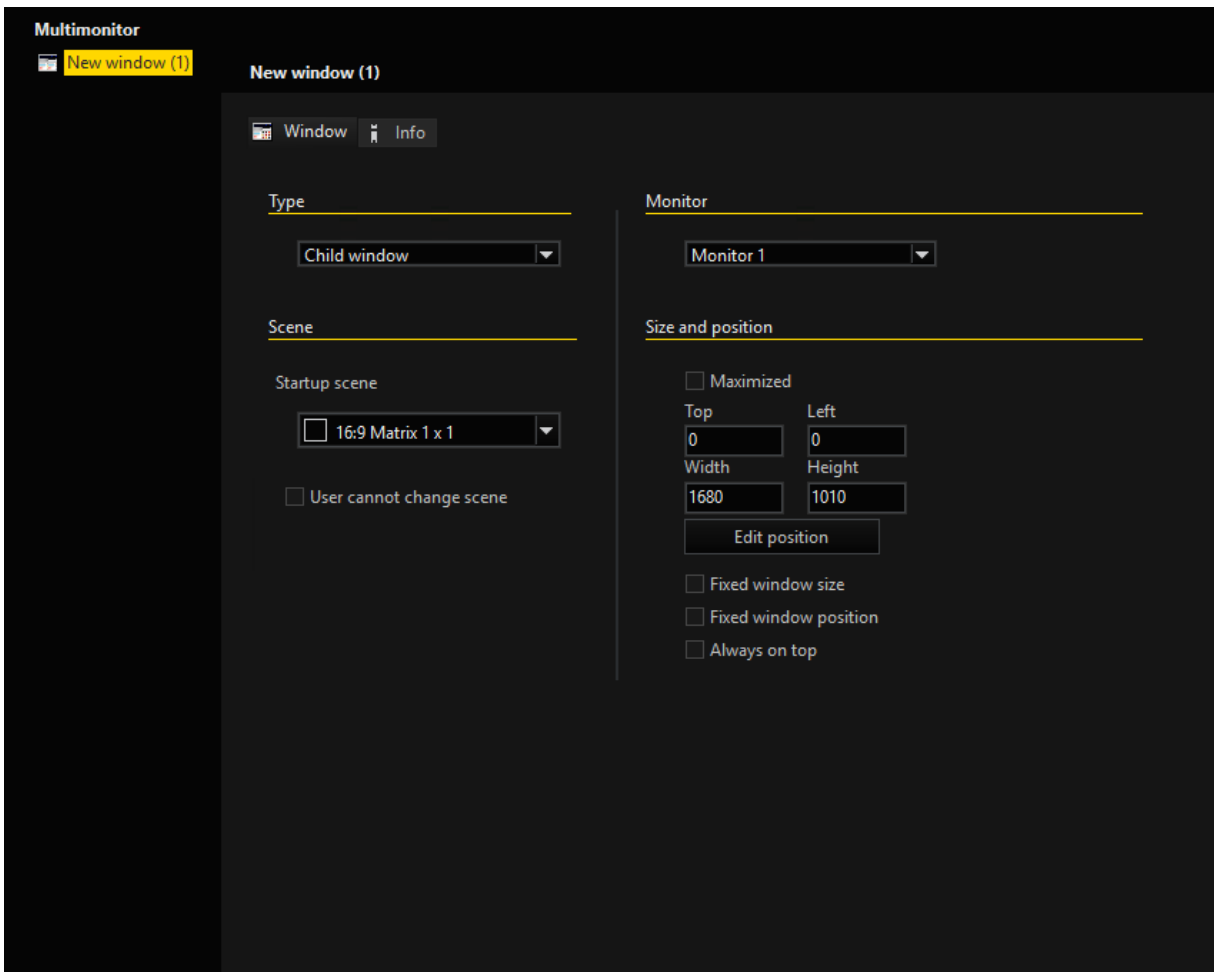 Multimonitor
New window (1)
New window (1)
Window
Info
Type
Child window
Scene
Startup scene
16:9 Matrix 1 x 1
User cannot change scene
Monitor
Monitor 1
Size and position
Maximized
Top Left
0 0
Width Height
1680 1010
Edit position
Fixed window size
Fixed window position
Always on top